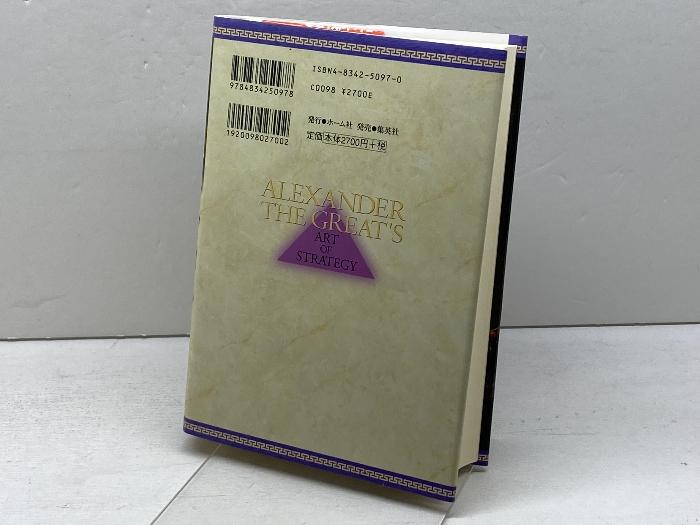 9784834250978
ISBN4-8342-5097-0
C0098 ¥2700E
1920098027002
発行●ホーム社 発売●集英社
定価 本体2700円+税
ALEXANDER
THE GREAT'S
ART
OF
STRATEGY